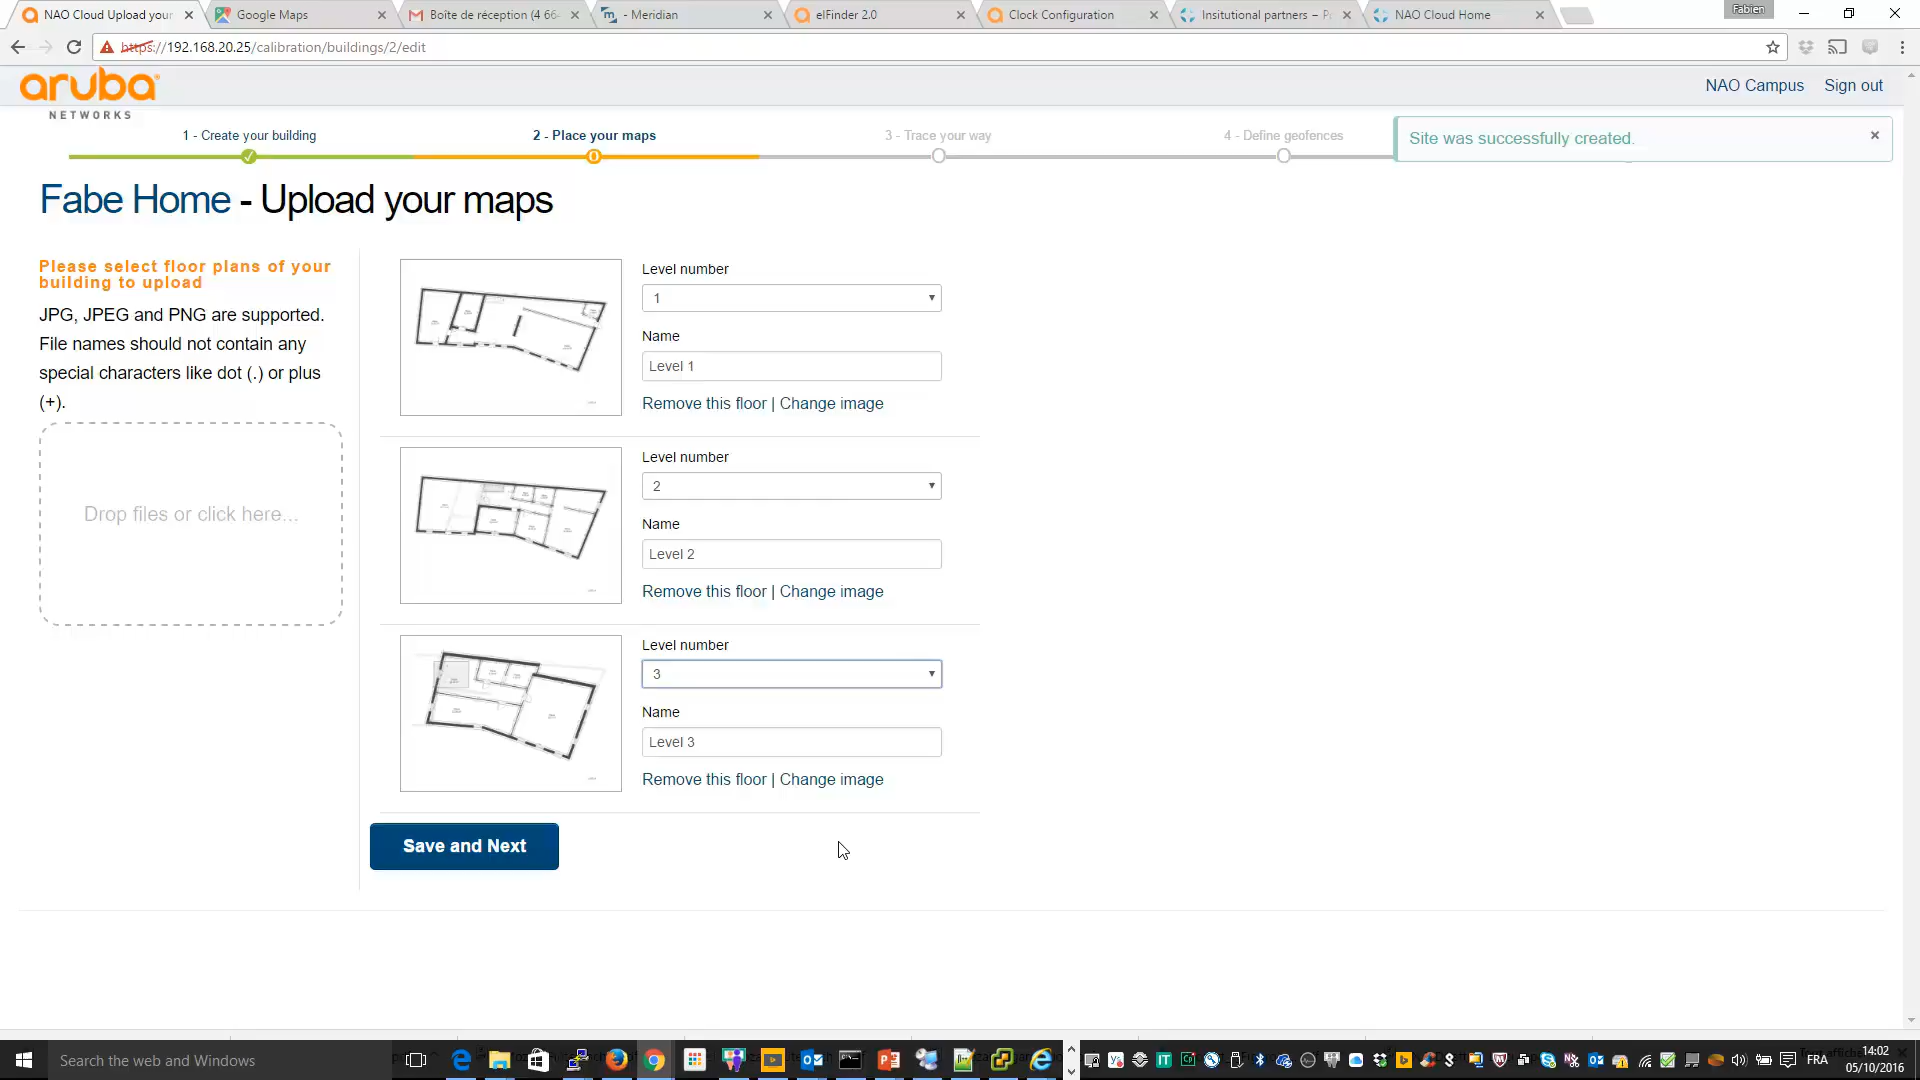 NAO Cloud Upload your
Google Maps
Boîte de réception (4 66
- Meridian
elFinder 2.0
Clock Configuration
Insitutional partners – P
NAO Cloud Home
Fabien
https://192.168.20.25/calibration/buildings/2/edit
aruba
NETWORKS
NAO Campus
Sign out
1 - Create your building
2 - Place your maps
3 - Trace your way
4 - Define geofences
Site was successfully created.
Fabe Home - Upload your maps
Please select floor plans of your
building to upload
JPG, JPEG and PNG are supported.
File names should not contain any
special characters like dot (.) or plus
(+).
Drop files or click here...
Level number
1
Name
Level 1
Remove this floor | Change image
Level number
2
Name
Level 2
Remove this floor | Change image
Level number
3
Name
Level 3
Remove this floor | Change image
Save and Next
Search the web and Windows
FRA
14:02
05/10/2016